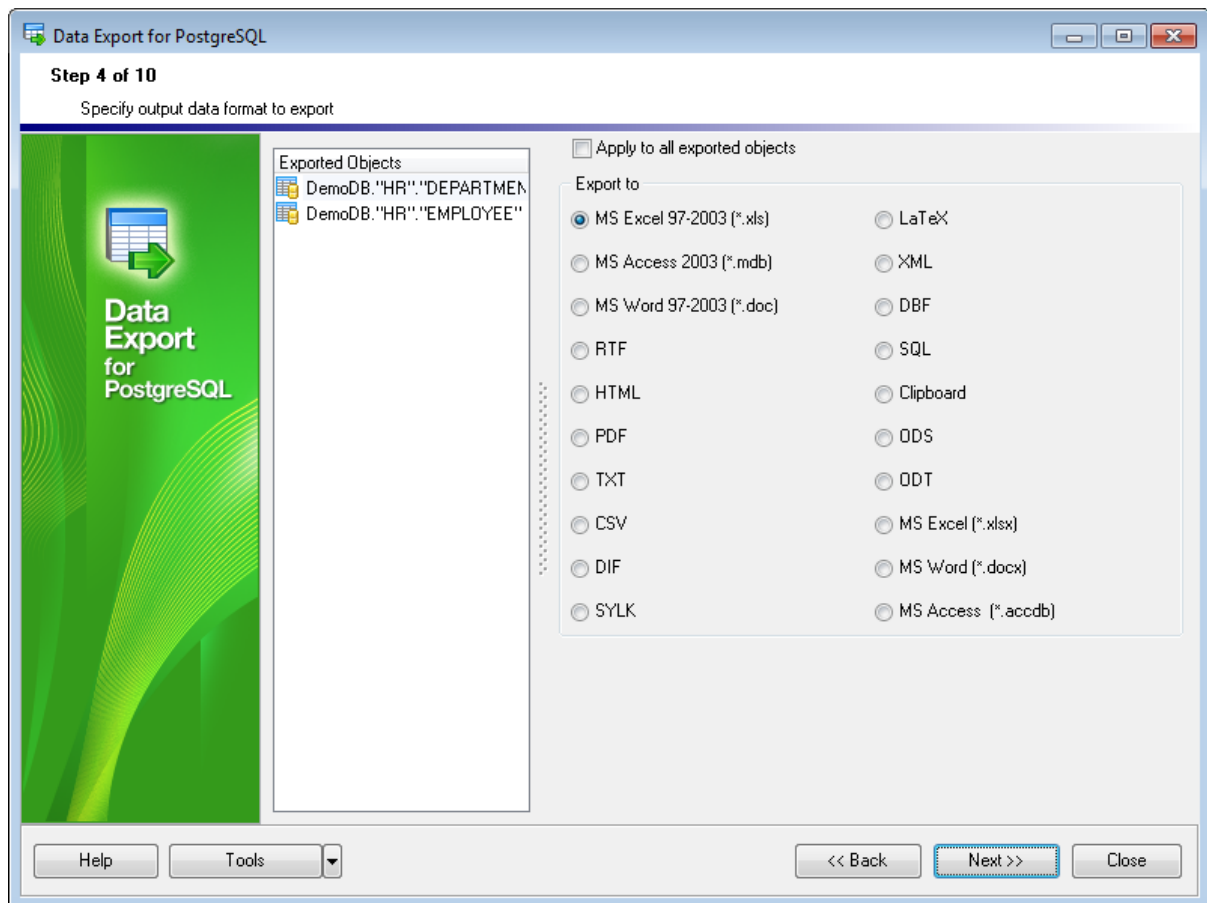 Data Export for PostgreSQL
Step 4 of 10
Specify output data format to export
Data
Export
for
PostgreSQL
Exported Objects
DemoDB."HR"."DEPARTMEN
DemoDB."HR"."EMPLOYEE"
Apply to all exported objects
Export to
MS Excel 97-2003 (*.xls)
MS Access 2003 (*.mdb)
MS Word 97-2003 (*.doc)
RTF
HTML
PDF
TXT
CSV
DIF
SYLK
LaTeX
XML
DBF
SQL
Clipboard
ODS
ODT
MS Excel (*.xlsx)
MS Word (*.docx)
MS Access (*.accdb)
Help
Tools
<< Back
Next >>
Close